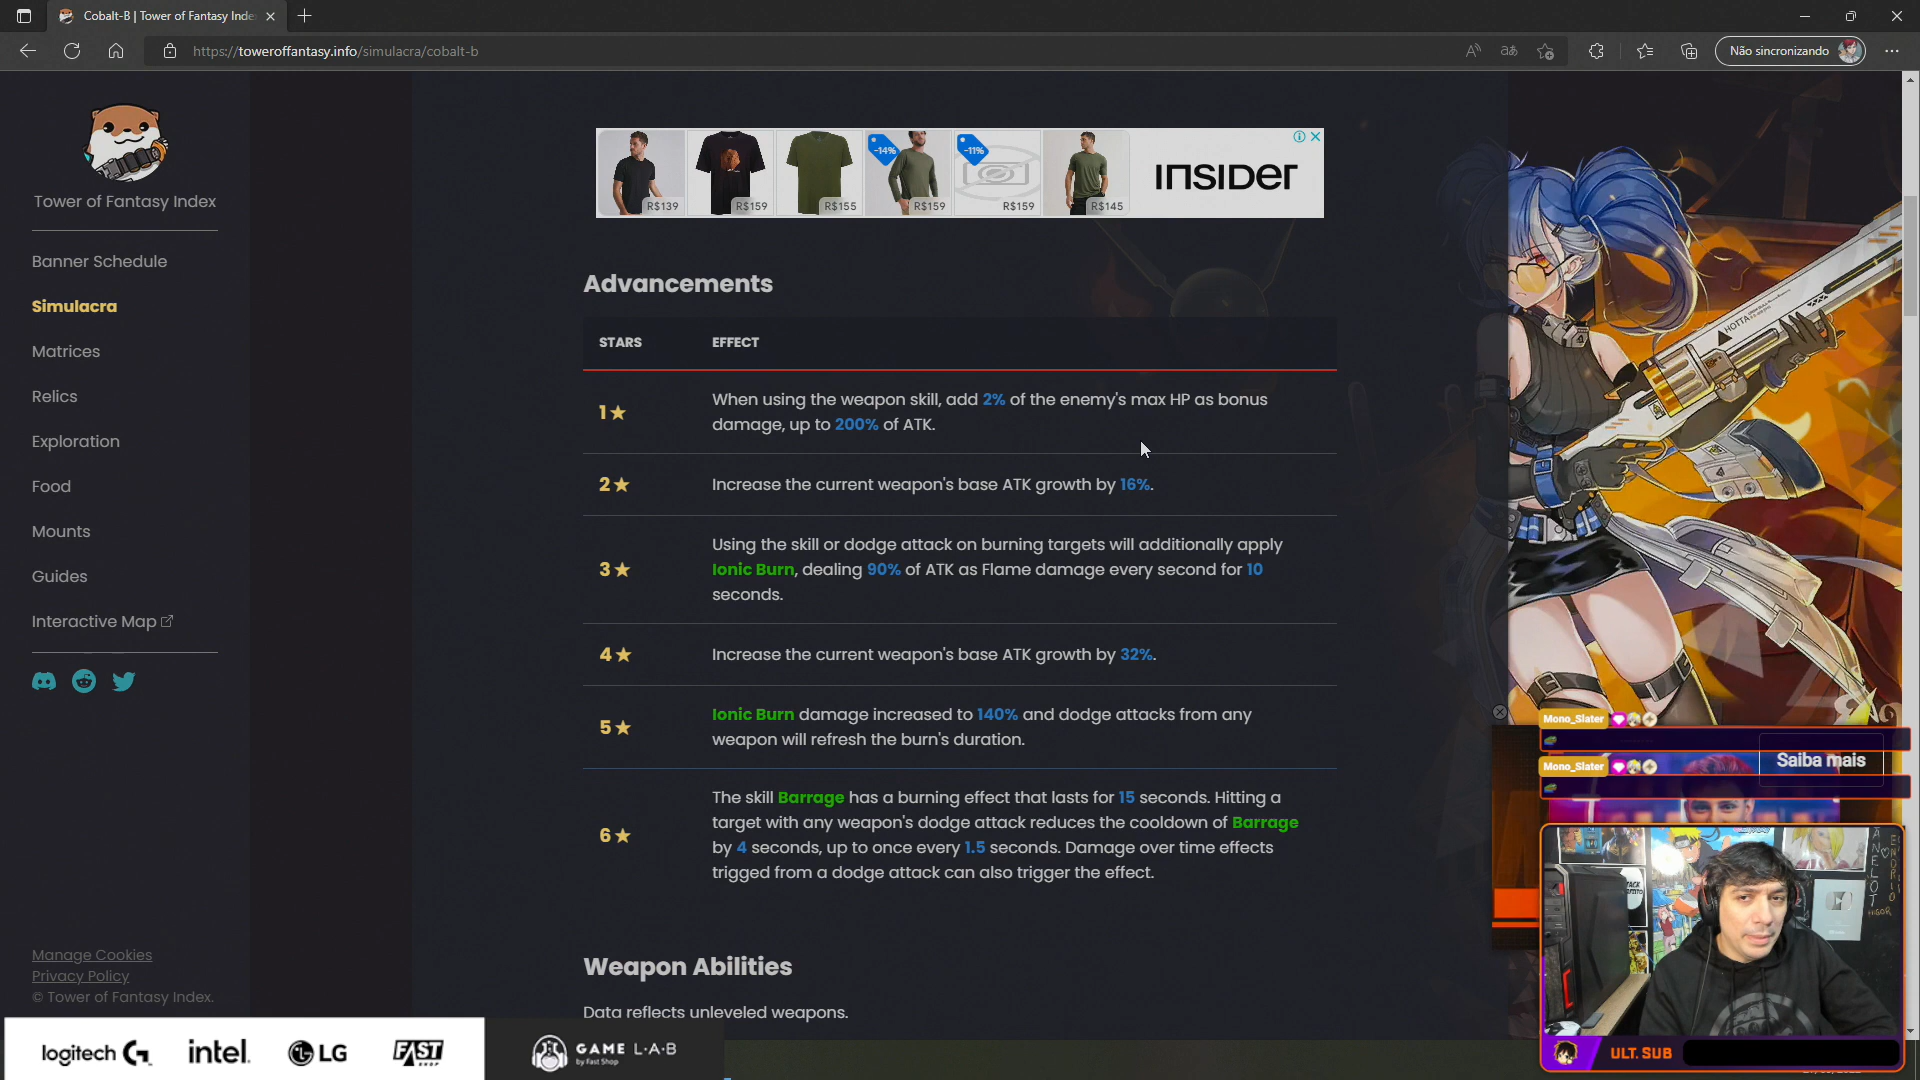 Cobalt-B | Tower of Fantasy Inde
https://toweroffantasy.info/simulacra/cobalt-b
Não sincronizando
Tower of Fantasy Index
Banner Schedule
Simulacra
Matrices
Relics
Exploration
Food
Mounts
Guides
Interactive Map
Manage Cookies
Privacy Policy
© Tower of Fantasy Index.
R$139
R$159
R$155
-14%
R$159
-11%
R$159
R$145
INSIDER
Advancements
STARS EFFECT
1★ When using the weapon skill, add 2% of the enemy's max HP as bonus
damage, up to 200% of ATK.
2★ Increase the current weapon's base ATK growth by 16%.
3★ Using the skill or dodge attack on burning targets will additionally apply
Ionic Burn, dealing 90% of ATK as Flame damage every second for 10
seconds.
4★ Increase the current weapon's base ATK growth by 32%.
5★ Ionic Burn damage increased to 140% and dodge attacks from any
weapon will refresh the burn's duration.
6★ The skill Barrage has a burning effect that lasts for 15 seconds. Hitting a
target with any weapon's dodge attack reduces the cooldown of Barrage
by 4 seconds, up to once every 1.5 seconds. Damage over time effects
trigged from a dodge attack can also trigger the effect.
Weapon Abilities
Data reflects unleveled weapons.
HOTTA
Mono_Slater
Mono_Slater
Saiba mais
ULT. SUB
logitech G
intel.
LG
FAST
SHOP
GAME L·A·B
by Fast Shop